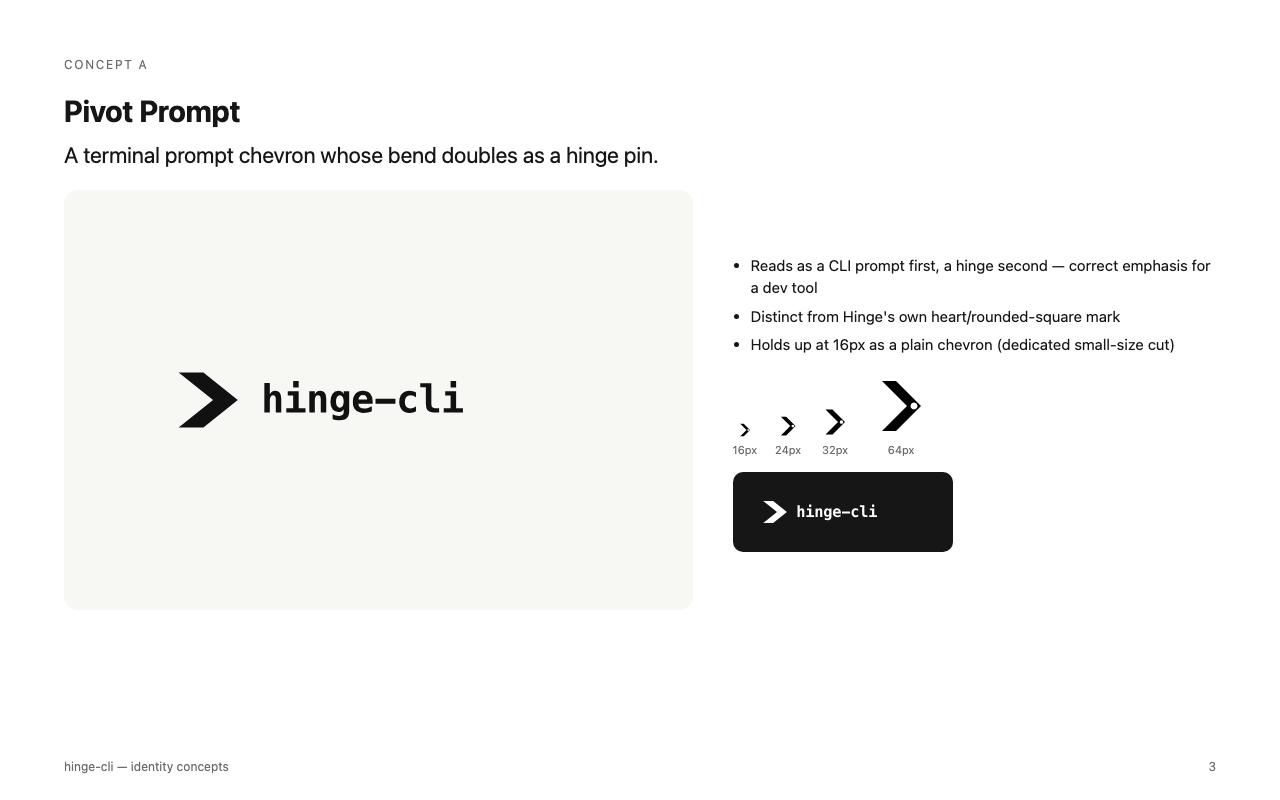 CONCEPT A
Pivot Prompt
A terminal prompt chevron whose bend doubles as a hinge pin.
hinge-cli
• Reads as a CLI prompt first, a hinge second — correct emphasis for
a dev tool
• Distinct from Hinge's own heart/rounded-square mark
• Holds up at 16px as a plain chevron (dedicated small-size cut)
16px 24px 32px 64px
hinge-cli
hinge-cli — identity concepts
3